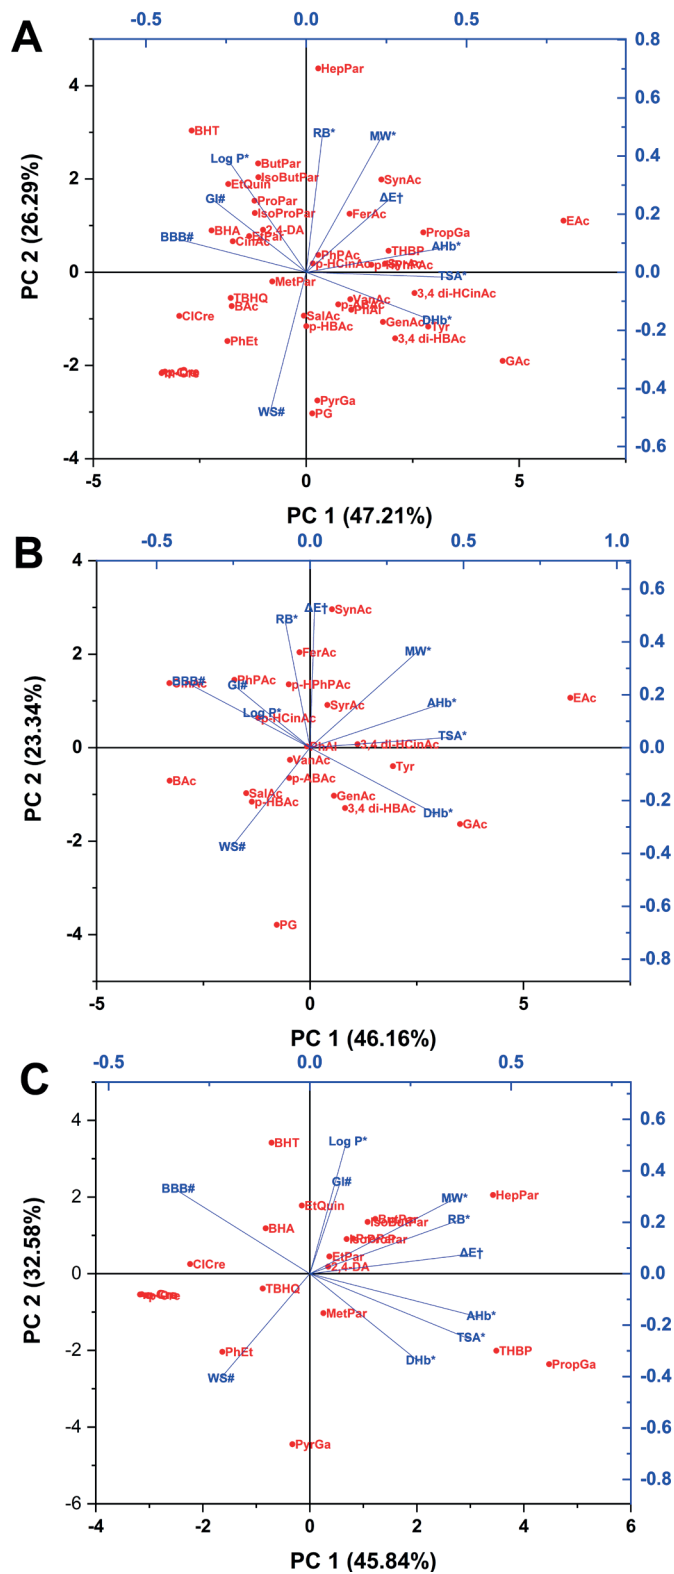 A
-0.5 0.0 0.5
0.8
HepPar
4
0.6
BHT
RB*
MW*
Log P*
ButPar
0.4
IsoButPar
2
EtQuin
SynAc
GI#
ProPar
ΔE†
IsoProPar
FerAc
0.2
EAc
BBB#
BHA
2,4-DA
EtPar
PropGa
CinAc
AHb*
PhPAc
THBP
p-HCinAc
0
0.0
MetPar
TSA*
TBHQ
BAc
VanAc
3,4 di-HCinAc
p-ABAc
PhAl
ClCre
SalAc
DHb*
p-HBAc
GenAc
Tyr
-0.2
PhEt
3,4 di-HBAc
GAc
-2
-0.4
PyrGa
WS#
PG
-0.6
-4
-5 0 5
PC 1 (47.21%)
PC 2 (26.29%)
B
-0.5 0.0 0.5 1.0
4
0.6
ΔE†
SynAc
RB*
2
FerAc
MW*
0.4
BBB#
PhPAc
GI#
p-HPhPAc
0.2
AHb*
EAc
Log P*
SyrAc
p-HCinAc
TSA*
0
PhAl
3,4 di-HCinAc
0.0
VanAc
Tyr
BAc
p-ABAc
SalAc
GenAc
-0.2
p-HBAc
3,4 di-HBAc
DHb*
GAc
-2
WS#
-0.4
-0.6
PG
-4
-0.8
-5 0 5
PC 1 (46.16%)
PC 2 (23.34%)
C
-0.5 0.0 0.5
4
0.6
BHT
Log P*
0.4
BBB#
GI#
2
HepPar
MW*
EtQuin
ButPar
RB*
0.2
BHA
IsoButPar
IsoProPar
EtPar
ΔE†
ClCre
2,4-DA
0
0.0
TBHQ
MetPar
AHb*
-0.2
TSA*
-2
PhEt
DHb*
THBP
PropGa
WS#
-0.4
-4
PyrGa
-0.6
-0.8
-6
-4 -2 0 2 4 6
PC 1 (45.84%)
PC 2 (32.58%)